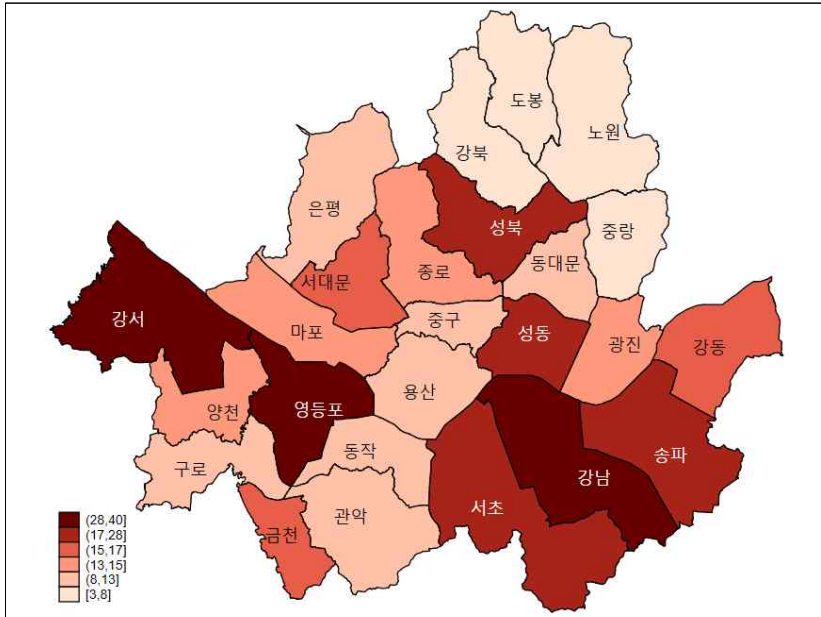 도봉
노원
강북
은평
성북
중랑
동대문
서대문
종로
강서
마포
중구
성동
광진
강동
용산
양천
영등포
동작
송파
구로
강남
서초
관악
금천
(28,40]
(17,28]
(15,17]
(13,15]
(8,13]
[3,8]